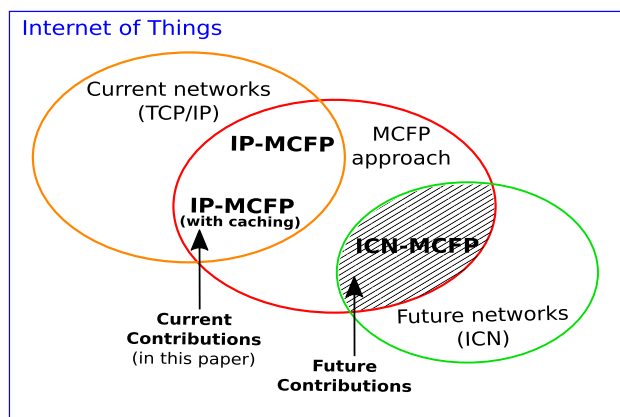 Internet of Things
Current networks
(TCP/IP)
IP-MCFP
MCFP
approach
IP-MCFP
(with caching)
ICN-MCFP
Future networks
(ICN)
Current
Contributions
(in this paper)
Future
Contributions